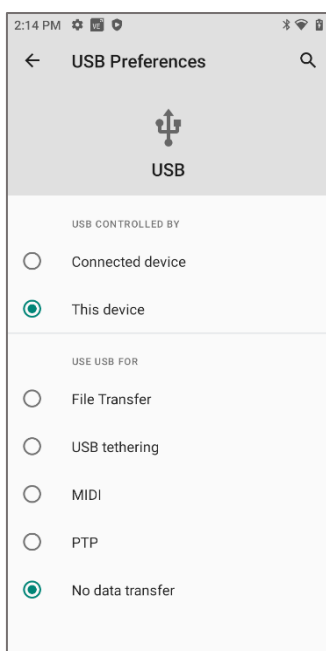 2:14 PM
USB Preferences
USB
USB CONTROLLED BY
Connected device
This device
USE USB FOR
File Transfer
USB tethering
MIDI
PTP
No data transfer